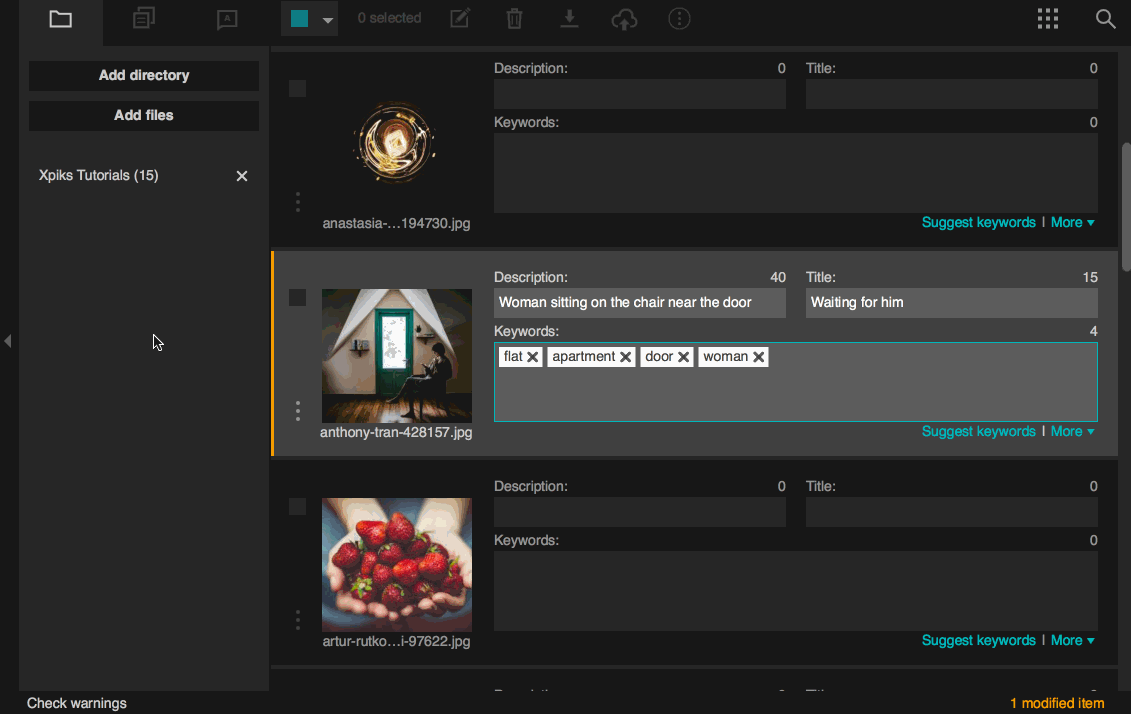 A
0 selected
Add directory
Add files
Xpiks Tutorials (15)
Description: 0 Title: 0
Keywords: 0
anastasia-...194730.jpg
Suggest keywords | More
Description: 40 Title: 15
Woman sitting on the chair near the door Waiting for him
Keywords: 4
flat apartment door woman
anthony-tran-428157.jpg
Suggest keywords | More
Description: 0 Title: 0
Keywords: 0
artur-rutko...i-97622.jpg
Suggest keywords | More
Check warnings 1 modified item